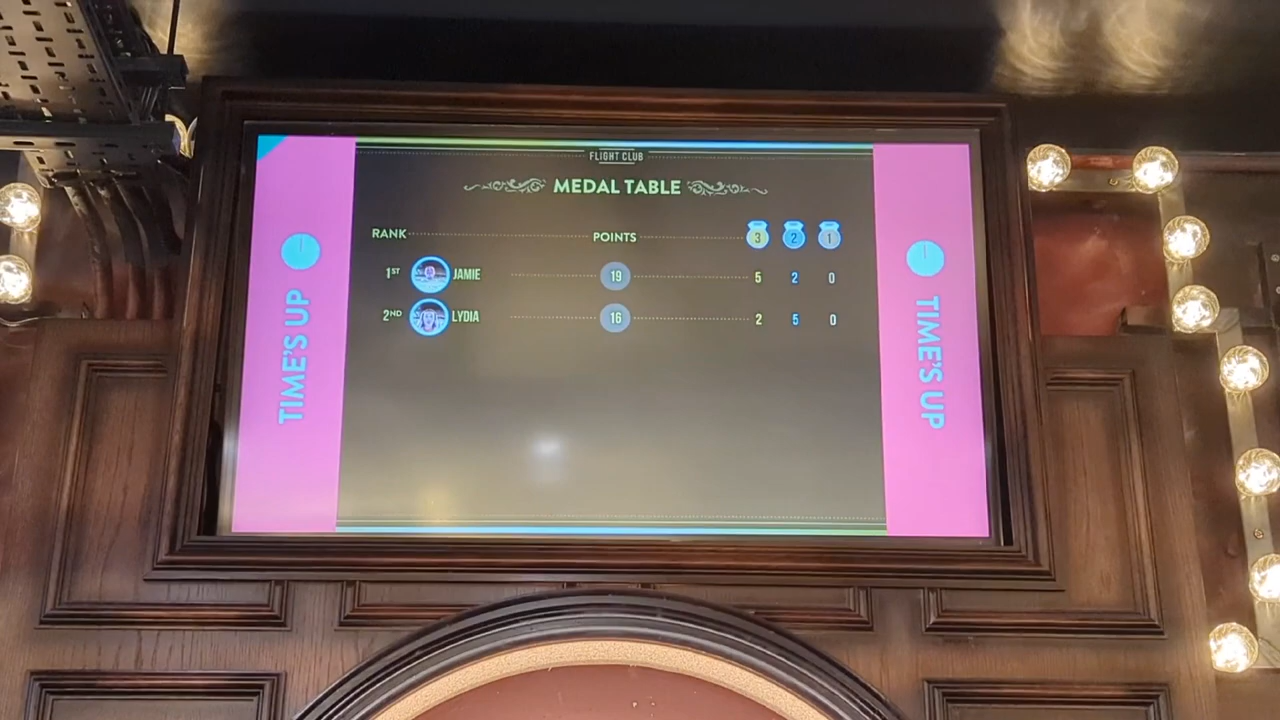 FLIGHT CLUB
MEDAL TABLE
RANK POINTS 3 2 1
1ST JAMIE 19 5 2 0
2ND LYDIA 16 2 5 0
TIME'S UP
TIME'S UP